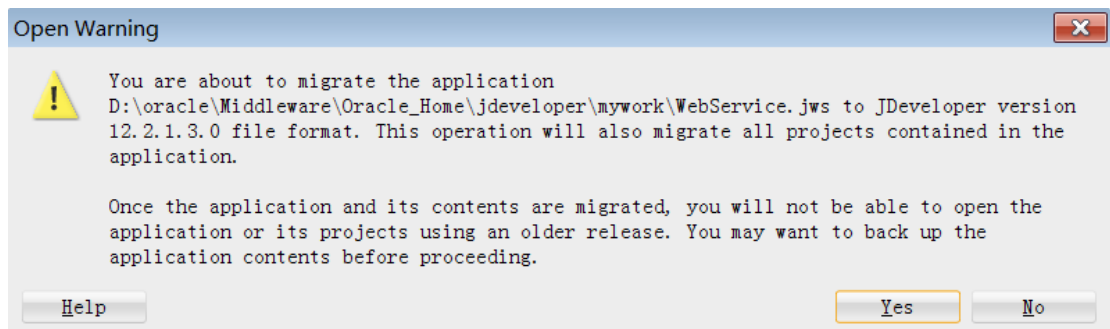 Open Warning
You are about to migrate the application
D:\oracle\Middleware\Oracle_Home\jdeveloper\mywork\WebService.jws to JDeveloper version
12.2.1.3.0 file format. This operation will also migrate all projects contained in the
application.
Once the application and its contents are migrated, you will not be able to open the
application or its projects using an older release. You may want to back up the
application contents before proceeding.
Help Yes No